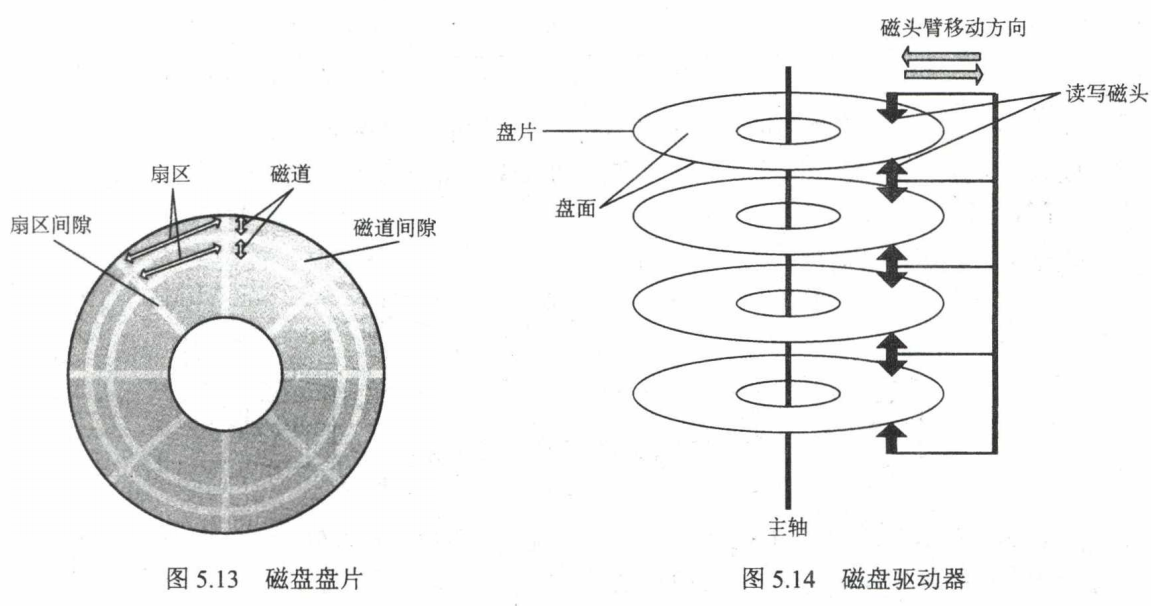 扇区
磁道
扇区间隙
磁道间隙
图 5.13 磁盘盘片
磁头臂移动方向
读写磁头
盘片
盘面
主轴
图 5.14 磁盘驱动器